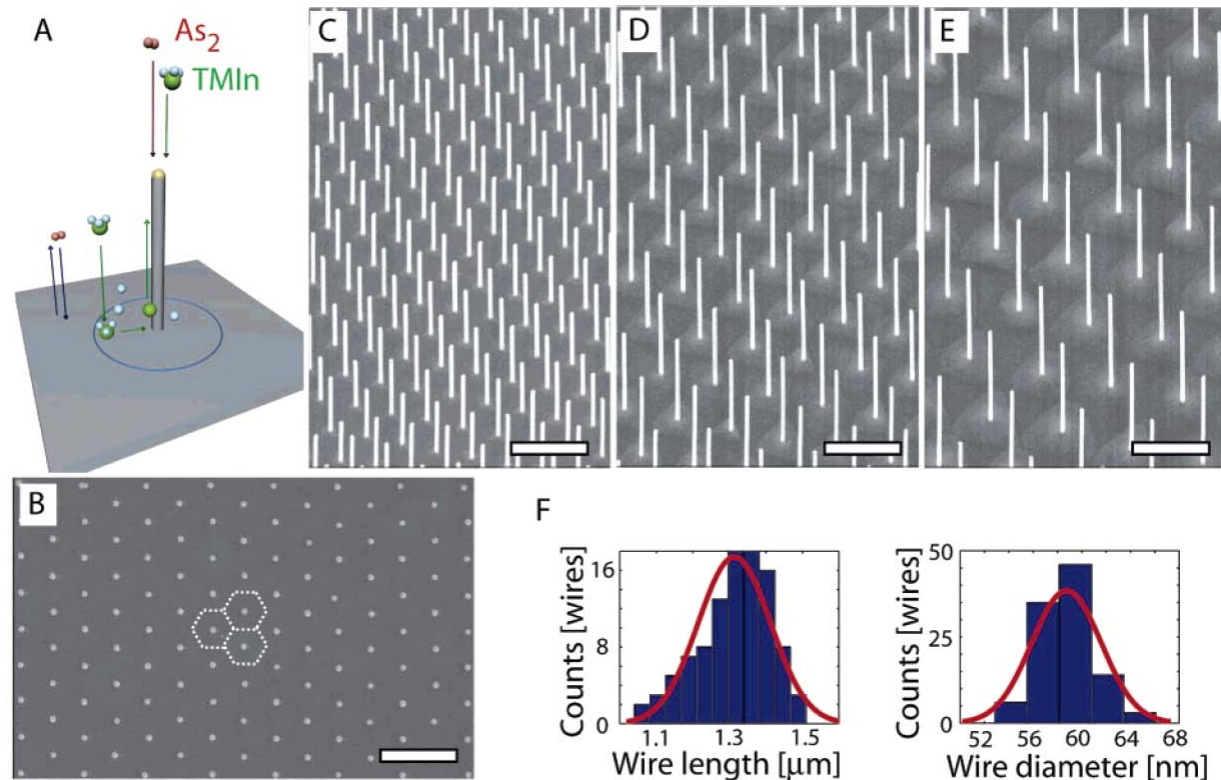 A
As₂
TMIn
B
C
D
E
F
Counts [wires]
16
8
0
1.1 1.3 1.5
Wire length [µm]
Counts [wires]
50
25
0
52 56 60 64 68
Wire diameter [nm]